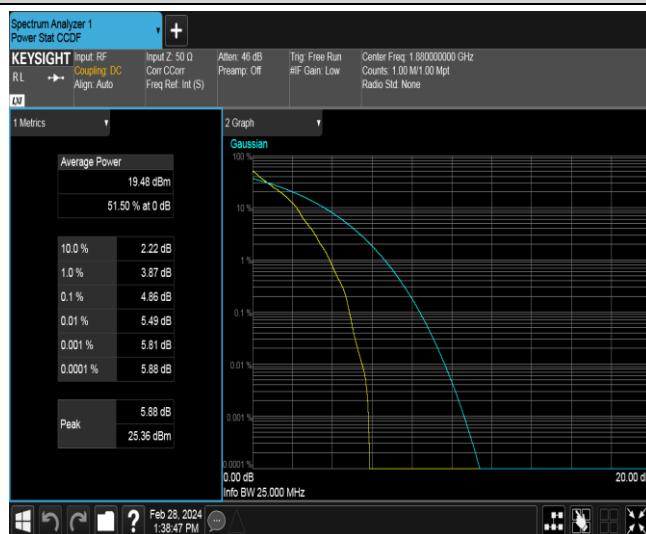 Spectrum Analyzer 1
Power Stat CCDF
+
KEYSIGHT
RL
LXI
Input: RF
Coupling: DC
Align: Auto
Input Z: 50 Ω
Corr CCorr
Freq Ref: Int (S)
Atten: 46 dB
Preamp: Off
Trig: Free Run
#IF Gain: Low
Center Freq: 1.880000000 GHz
Counts: 1.00 M/1.00 Mpt
Radio Std: None
1 Metrics
Average Power
19.48 dBm
51.50 % at 0 dB
10.0 % 2.22 dB
1.0 % 3.87 dB
0.1 % 4.86 dB
0.01 % 5.49 dB
0.001 % 5.81 dB
0.0001 % 5.88 dB
Peak
5.88 dB
25.36 dBm
2 Graph
Gaussian
100 %
10 %
1 %
0.1 %
0.01 %
0.001 %
0.0001 %
0.00 dB 20.00 d
Info BW 25.000 MHz
?
Feb 28, 2024
1:38:47 PM